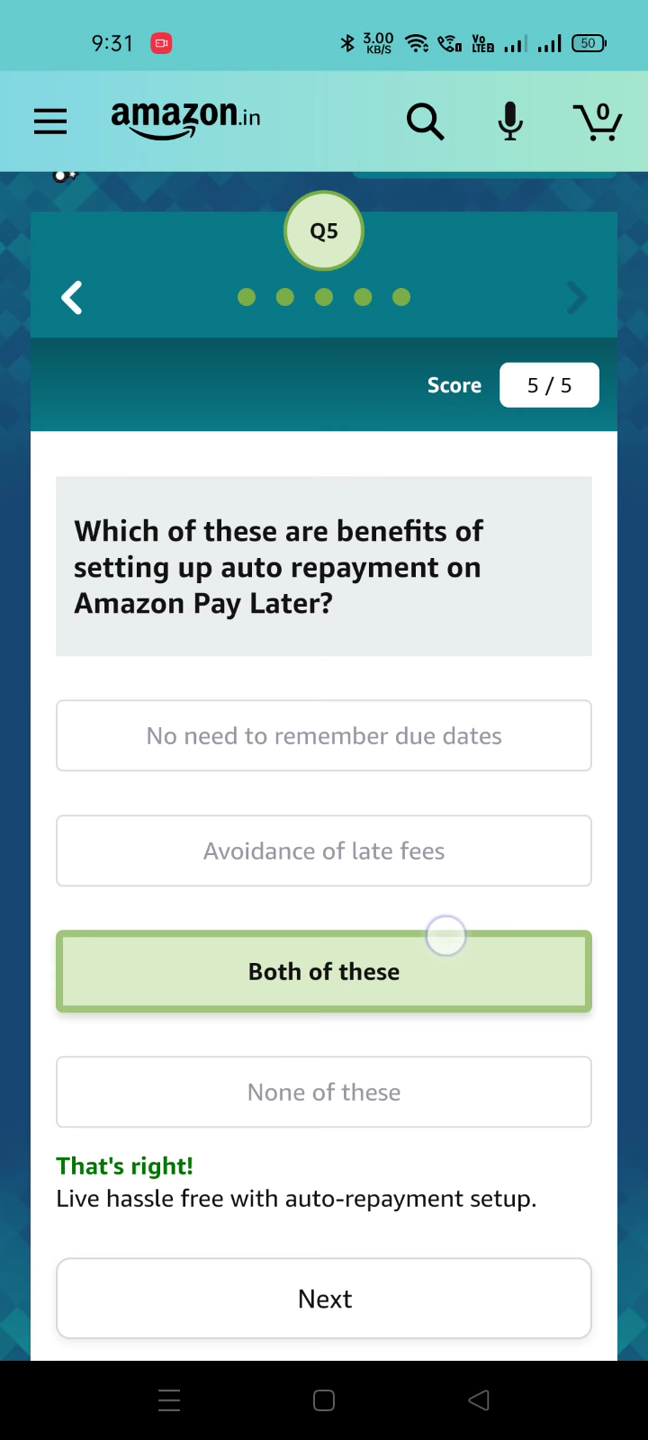 9:31
3.00
KB/S
Vo
LTE2
50
amazon.in
0
Q5
Score
5 / 5
Which of these are benefits of
setting up auto repayment on
Amazon Pay Later?
No need to remember due dates
Avoidance of late fees
Both of these
None of these
That's right!
Live hassle free with auto-repayment setup.
Next